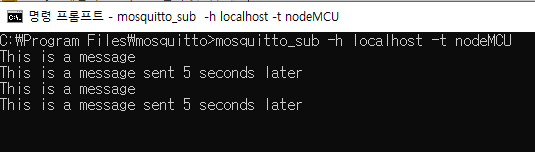 명령 프롬프트 - mosquitto_sub -h localhost -t nodeMCU
C:\Program Files\mosquitto>mosquitto_sub -h localhost -t nodeMCU
This is a message
This is a message sent 5 seconds later
This is a message
This is a message sent 5 seconds later